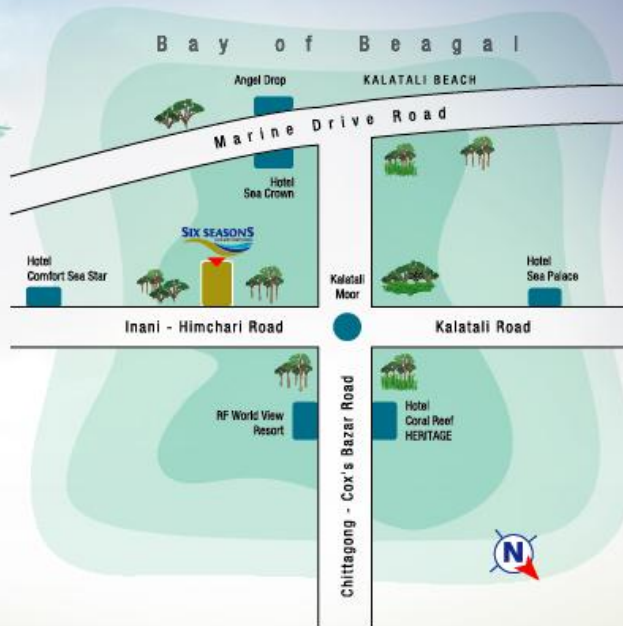 Bay of Beagal
Angel Drop
KALATALI BEACH
Marine Drive Road
Hotel
Sea Crown
SIX SEASONS
Hotel
Comfort Sea Star
Kalatali
Moor
Hotel
Sea Palace
Inani - Himchari Road
Kalatali Road
RF World View
Resort
Hotel
Coral Reef
HERITAGE
Chittagong - Cox's Bazar Road
N